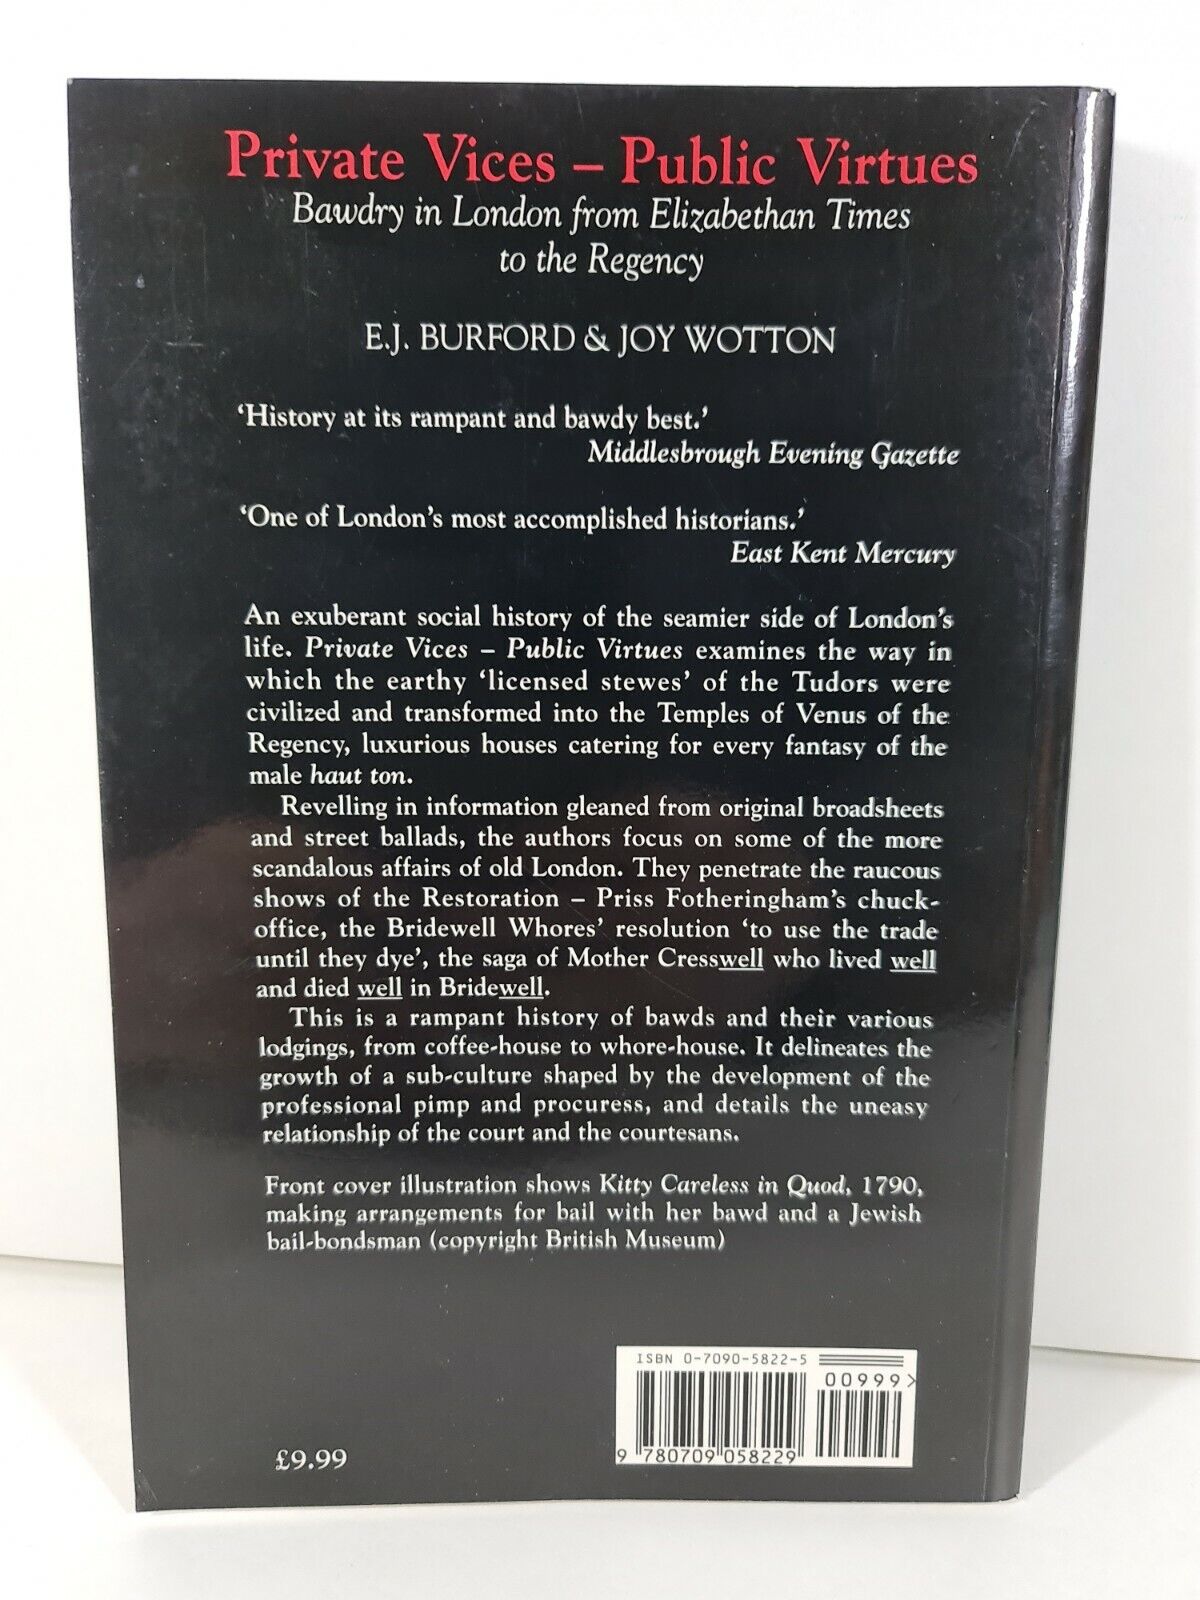 Private Vices – Public Virtues
Bawdry in London from Elizabethan Times
to the Regency
E.J. BURFORD & JOY WOTTON
‘History at its rampant and bawdy best.’
Middlesbrough Evening Gazette
‘One of London’s most accomplished historians.’
East Kent Mercury
An exuberant social history of the seamier side of London’s
life. Private Vices – Public Virtues examines the way in
which the earthy ‘licensed stewes’ of the Tudors were
civilized and transformed into the Temples of Venus of the
Regency, luxurious houses catering for every fantasy of the
male haut ton.
Revelling in information gleaned from original broadsheets
and street ballads, the authors focus on some of the more
scandalous affairs of old London. They penetrate the raucous
shows of the Restoration – Priss Fotheringham’s chuck-
office, the Bridewell Whores’ resolution ‘to use the trade
until they dye’, the saga of Mother Cresswell who lived well
and died well in Bridewell.
This is a rampant history of bawds and their various
lodgings, from coffee-house to whore-house. It delineates the
growth of a sub-culture shaped by the development of the
professional pimp and procuress, and details the uneasy
relationship of the court and the courtesans.
Front cover illustration shows Kitty Careless in Quod, 1790,
making arrangements for bail with her bawd and a Jewish
bail-bondsman (copyright British Museum)
ISBN 0-7090-5822-5
00999>
9 780709 058229
£9.99